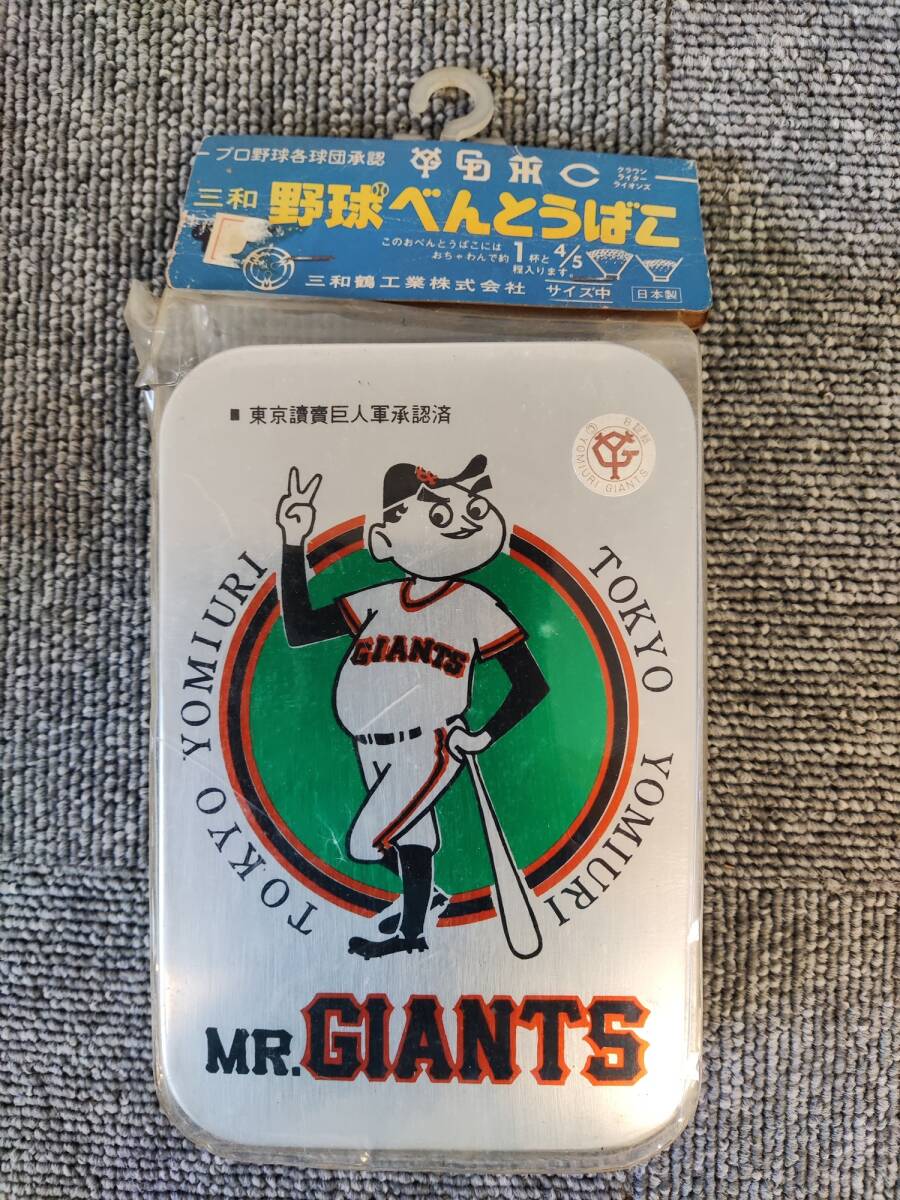 プロ野球各球団承認
クラウン
ライター
ライオンズ
三和 野球べんとうばこ
このおべんとうばこには
おちゃわんで約1杯と4/5
程入ります。
三和鶴工業株式会社 サイズ中 日本製
■ 東京讀賣巨人軍承認済
YOMIURI GIANTS
GIANTS
TOKYO YOMIURI
TOKYO YOMIURI
MR. GIANTS